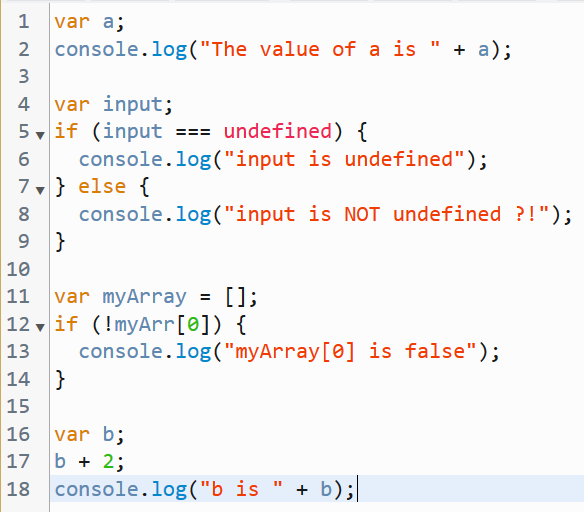 1 var a;
2 console.log("The value of a is " + a);
3
4 var input;
5 if (input === undefined) {
6   console.log("input is undefined");
7 } else {
8   console.log("input is NOT undefined ?!");
9 }
10
11 var myArray = [];
12 if (!myArr[0]) {
13   console.log("myArray[0] is false");
14 }
15
16 var b;
17 b + 2;
18 console.log("b is " + b);